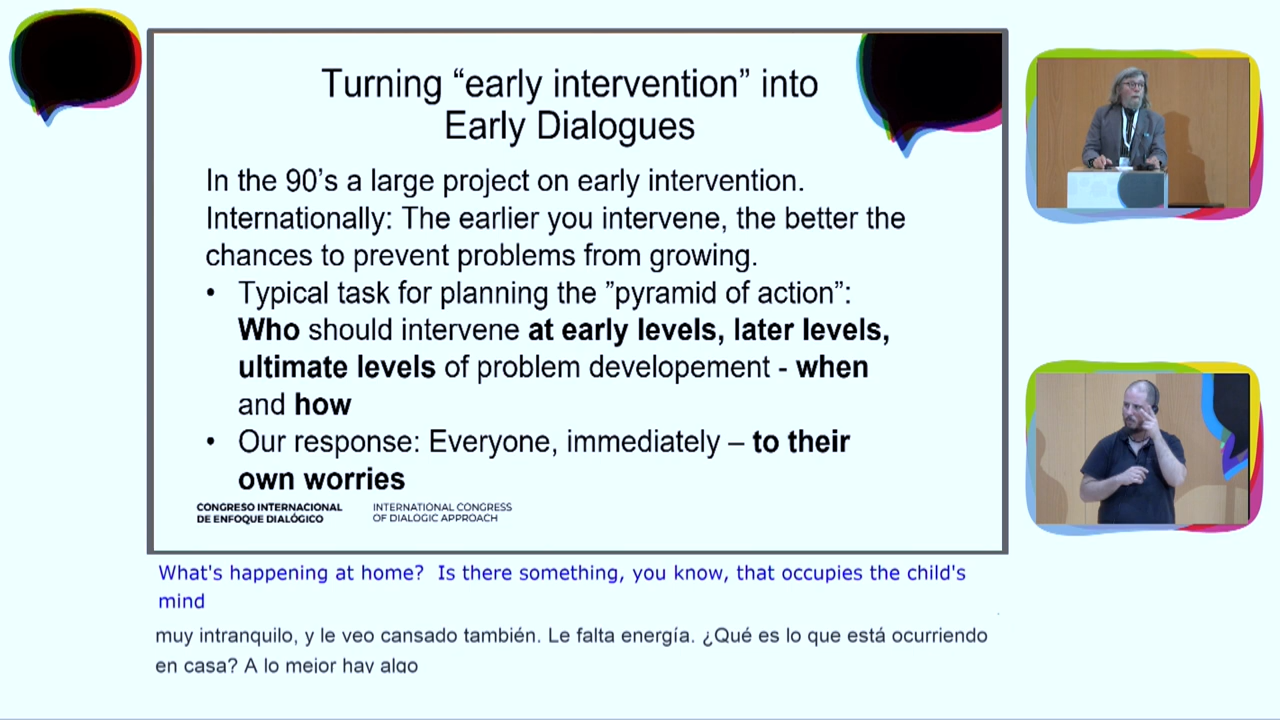 Turning “early intervention” into
Early Dialogues
In the 90’s a large project on early intervention.
Internationally: The earlier you intervene, the better the
chances to prevent problems from growing.
• Typical task for planning the ”pyramid of action”:
Who should intervene at early levels, later levels,
ultimate levels of problem developement - when
and how
• Our response: Everyone, immediately – to their
own worries
CONGRESO INTERNACIONAL
DE ENFOQUE DIALÓGICO
INTERNATIONAL CONGRESS
OF DIALOGIC APPROACH
What's happening at home?  Is there something, you know, that occupies the child's
mind
muy intranquilo, y le veo cansado también. Le falta energía. ¿Qué es lo que está ocurriendo
en casa? A lo mejor hay algo